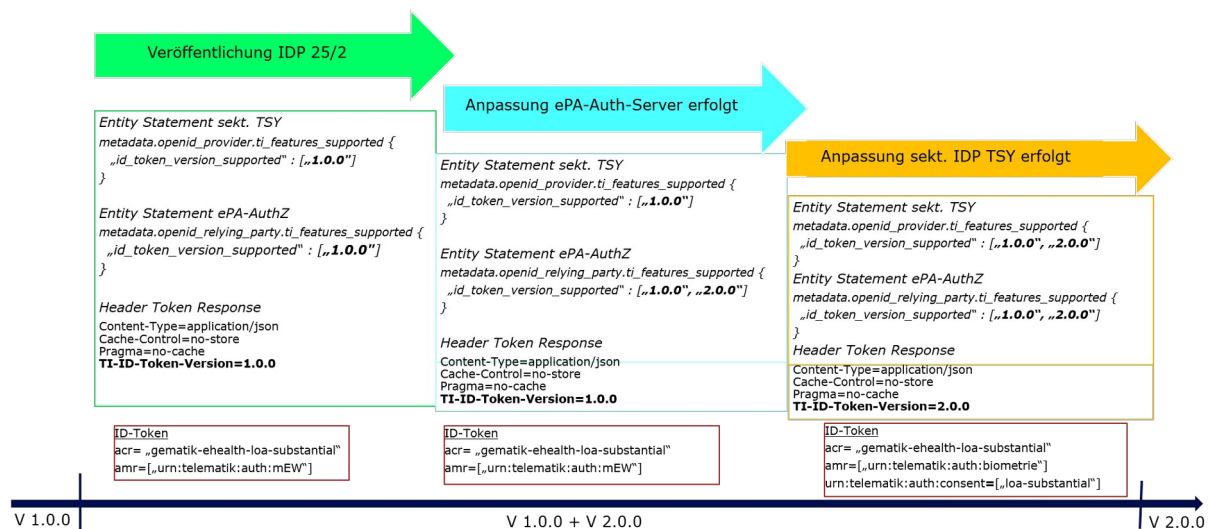 Veröffentlichung IDP 25/2
Entity Statement sekt. TSY
metadata.openid_provider.ti_features_supported {
„id_token_version_supported“ : [„1.0.0"]
}
Entity Statement ePA-AuthZ
metadata.openid_relying_party.ti_features_supported {
„id_token_version_supported“ : [„1.0.0"]
}
Header Token Response
Content-Type=application/json
Cache-Control=no-store
Pragma=no-cache
TI-ID-Token-Version=1.0.0
ID-Token
acr= „gematik-ehealth-loa-substantial“
amr=[„urn:telematik:auth:mEW“]
Anpassung ePA-Auth-Server erfolgt
Entity Statement sekt. TSY
metadata.openid_provider.ti_features_supported {
„id_token_version_supported“ : [„1.0.0“]
}
Entity Statement ePA-AuthZ
metadata.openid_relying_party.ti_features_supported {
„id_token_version_supported“ : [„1.0.0“, „2.0.0“]
}
Header Token Response
Content-Type=application/json
Cache-Control=no-store
Pragma=no-cache
TI-ID-Token-Version=1.0.0
ID-Token
acr= „gematik-ehealth-loa-substantial“
amr=[„urn:telematik:auth:mEW“]
Anpassung sekt. IDP TSY erfolgt
Entity Statement sekt. TSY
metadata.openid_provider.ti_features_supported {
„id_token_version_supported“ : [„1.0.0“, „2.0.0“]
}
Entity Statement ePA-AuthZ
metadata.openid_relying_party.ti_features_supported {
„id_token_version_supported“ : [„1.0.0“, „2.0.0“]
}
Header Token Response
Content-Type=application/json
Cache-Control=no-store
Pragma=no-cache
TI-ID-Token-Version=2.0.0
ID-Token
acr= „gematik-ehealth-loa-substantial“
amr=[„urn:telematik:auth:biometrie“]
urn:telematik:auth:consent=[„loa-substantial“]
V 1.0.0
V 1.0.0 + V 2.0.0
V 2.0.0